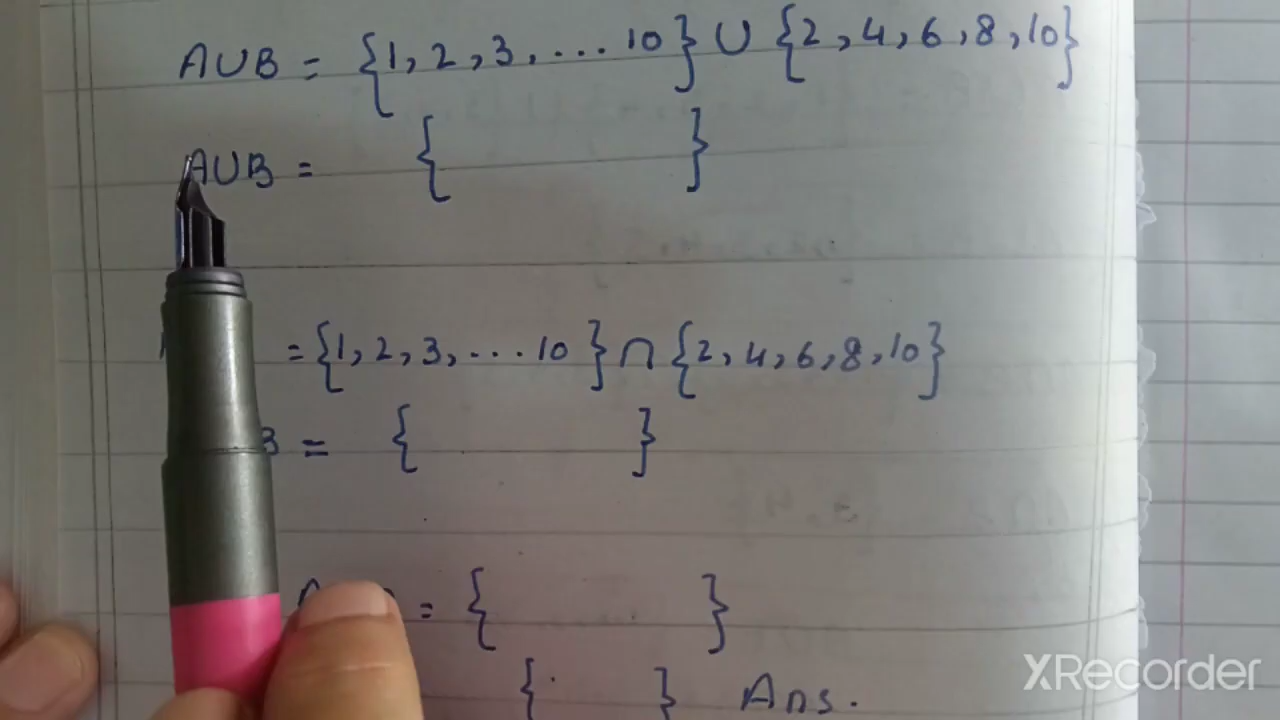 AUB = {1, 2, 3, ... 10} ∪ {2, 4, 6, 8, 10}
AUB = { }
= {1, 2, 3, ... 10} ∩ {2, 4, 6, 8, 10}
B = { }
= { }
{ } Ans.
XRecorder